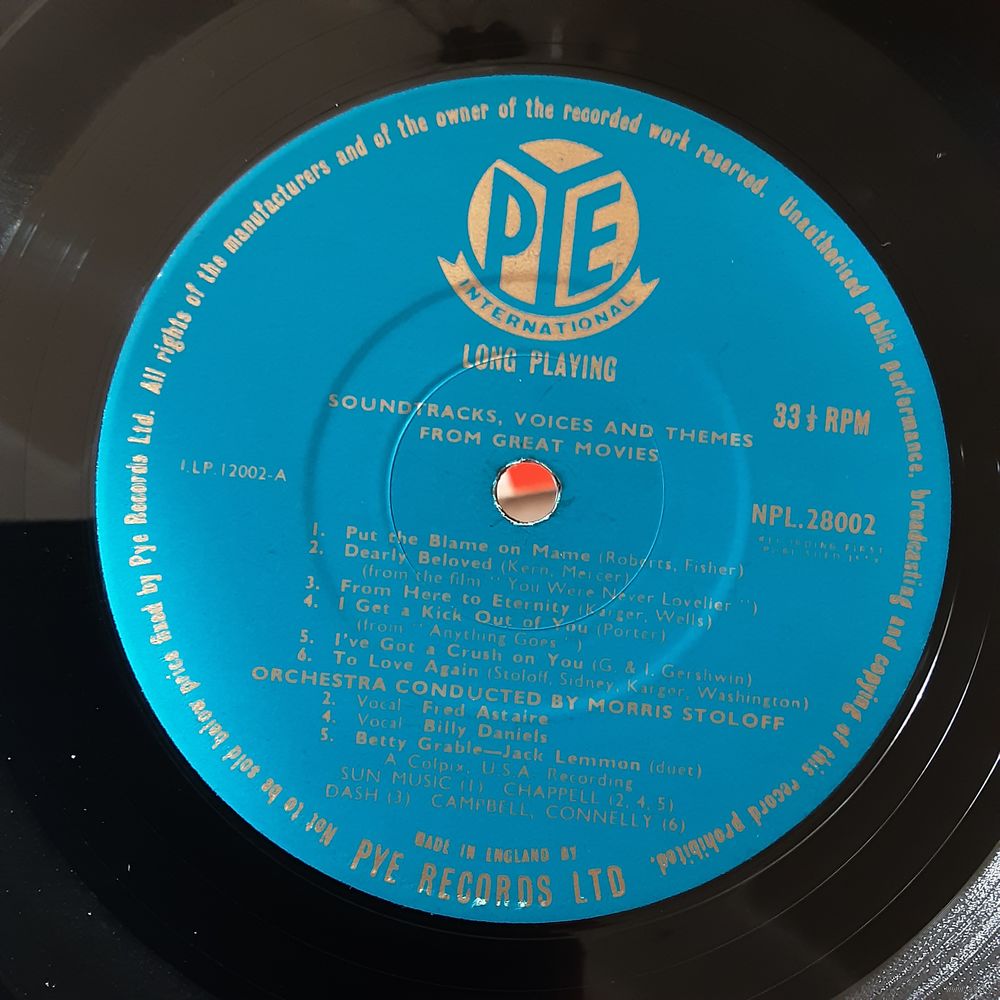 All rights of the manufacturers and of the owner of the recorded work reserved. Unauthorised public performance, broadcasting and copying of this record prohibited.
Not to be sold below price fixed by Pye Records Ltd.
PYE
INTERNATIONAL
LONG PLAYING
SOUNDTRACKS, VOICES AND THEMES
FROM GREAT MOVIES
33⅓ RPM
I.LP.12002-A
NPL.28002
RECORDING FIRST
1. Put the Blame on Mame (Roberts, Fisher)
2. Dearly Beloved (Kern, Mercer)
(from the film "You Were Never Lovelier")
3. From Here to Eternity (Karger, Wells)
4. I Get a Kick Out of You (Porter)
(from "Anything Goes")
5. I've Got a Crush on You (G. & I. Gershwin)
6. To Love Again (Stoloff, Sidney, Karger, Washington)
ORCHESTRA CONDUCTED BY MORRIS STOLOFF
2. Vocal Fred Astaire
4. Vocal Billy Daniels
5. Betty Grable—Jack Lemmon (duet)
A Colpix, U.S.A. Recording
SUN MUSIC (1) CHAPPELL (2, 4, 5)
DASH (3) CAMPBELL, CONNELLY (6)
MADE IN ENGLAND BY
PYE RECORDS LTD